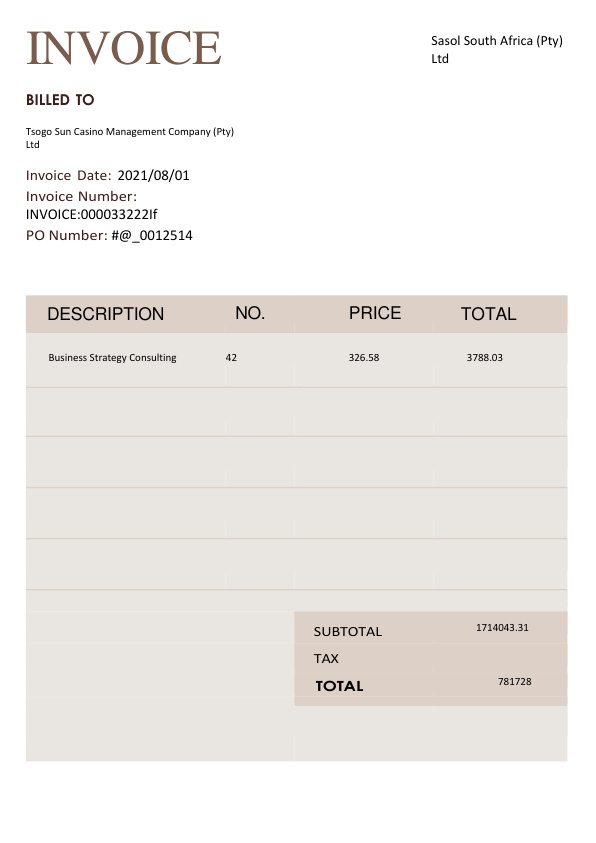 INVOICE
Sasol South Africa (Pty)
Ltd
BILLED TO
Tsogo Sun Casino Management Company (Pty)
Ltd
Invoice Date: 2021/08/01
Invoice Number:
INVOICE:000033222If
PO Number: #@_0012514
DESCRIPTION NO. PRICE TOTAL
Business Strategy Consulting 42 326.58 3788.03
SUBTOTAL 1714043.31
TAX
TOTAL 781728